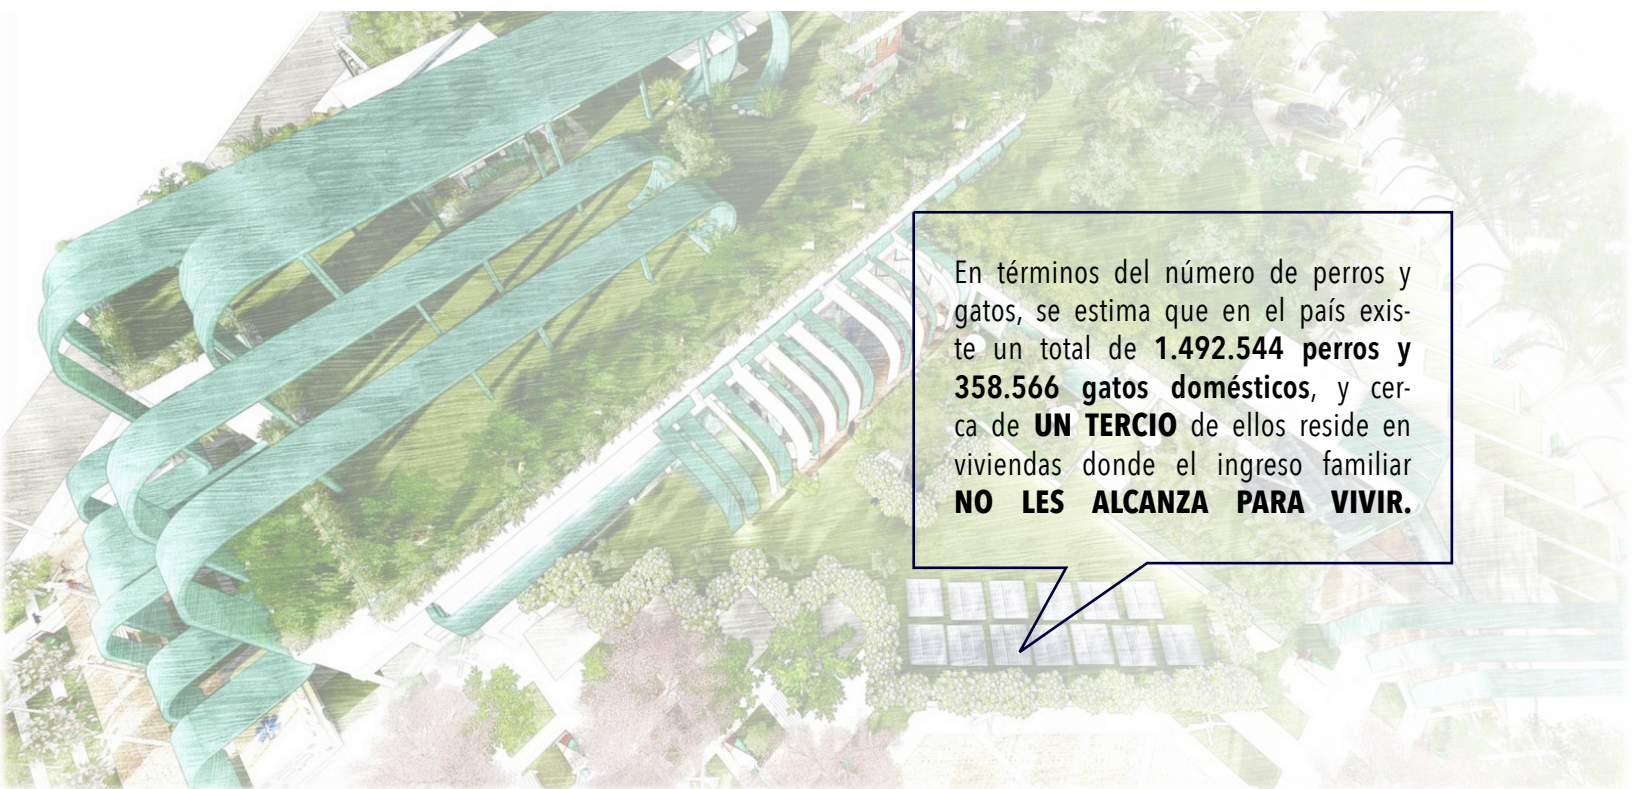 En términos del número de perros y
gatos, se estima que en el país exis-
te un total de 1.492.544 perros y
358.566 gatos domésticos, y cer-
ca de UN TERCIO de ellos reside en
viviendas donde el ingreso familiar
NO LES ALCANZA PARA VIVIR.